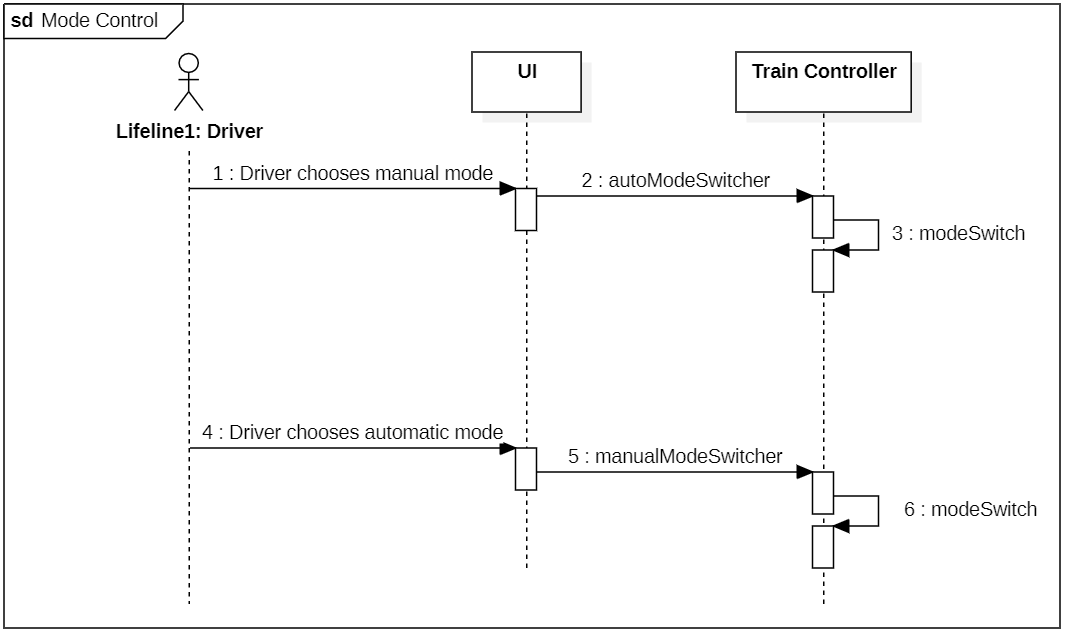 sd Mode Control
UI
Train Controller
Lifeline1: Driver
1 : Driver chooses manual mode
2 : autoModeSwitcher
3 : modeSwitch
4 : Driver chooses automatic mode
5 : manualModeSwitcher
6 : modeSwitch